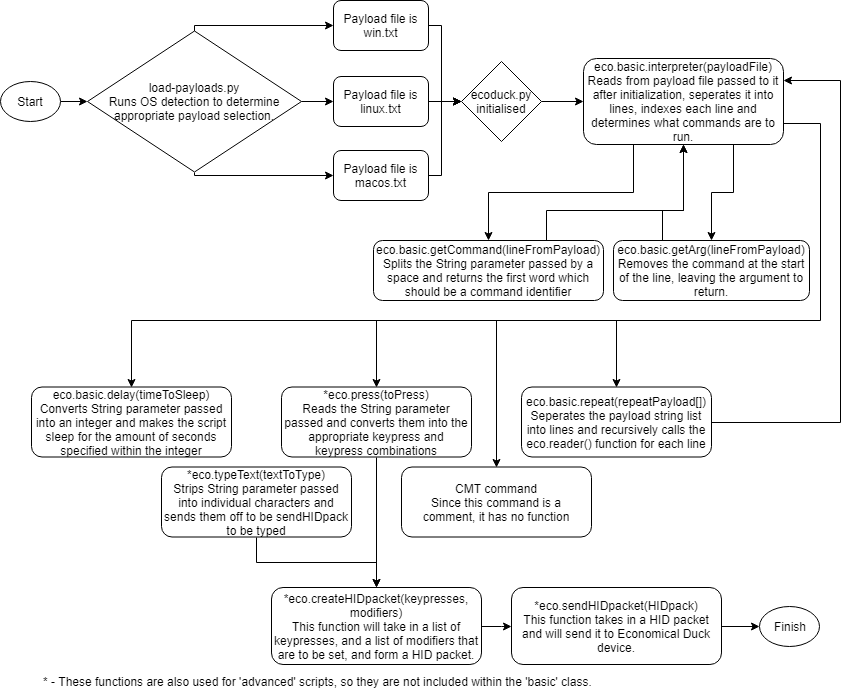 Start
load-payloads.py
Runs OS detection to determine
appropriate payload selection.
Payload file is
win.txt
Payload file is
linux.txt
Payload file is
macos.txt
ecoduck.py
initialised
eco.basic.interpreter(payloadFile)
Reads from payload file passed to it
after initialization, seperates it into
lines, indexes each line and
determines what commands are to
run.
eco.basic.getCommand(lineFromPayload)
Splits the String parameter passed by a
space and returns the first word which
should be a command identifier
eco.basic.getArg(lineFromPayload)
Removes the command at the start
of the line, leaving the argument to
return.
eco.basic.delay(timeToSleep)
Converts String parameter passed
into an integer and makes the script
sleep for the amount of seconds
specified within the integer
*eco.press(toPress)
Reads the String parameter
passed and converts them into the
appropriate keypress and
keypress combinations
eco.basic.repeat(repeatPayload[])
Seperates the payload string list
into lines and recursively calls the
eco.reader() function for each line
*eco.typeText(textToType)
Strips String parameter passed
into individual characters and
sends them off to be sendHIDpack
to be typed
CMT command
Since this command is a
comment, it has no function
*eco.createHIDpacket(keypresses,
modifiers)
This function will take in a list of
keypresses, and a list of modifiers that
are to be set, and form a HID packet.
*eco.sendHIDpacket(HIDpack)
This function takes in a HID packet
and will send it to Economical Duck
device.
Finish
* - These functions are also used for 'advanced' scripts, so they are not included within the 'basic' class.